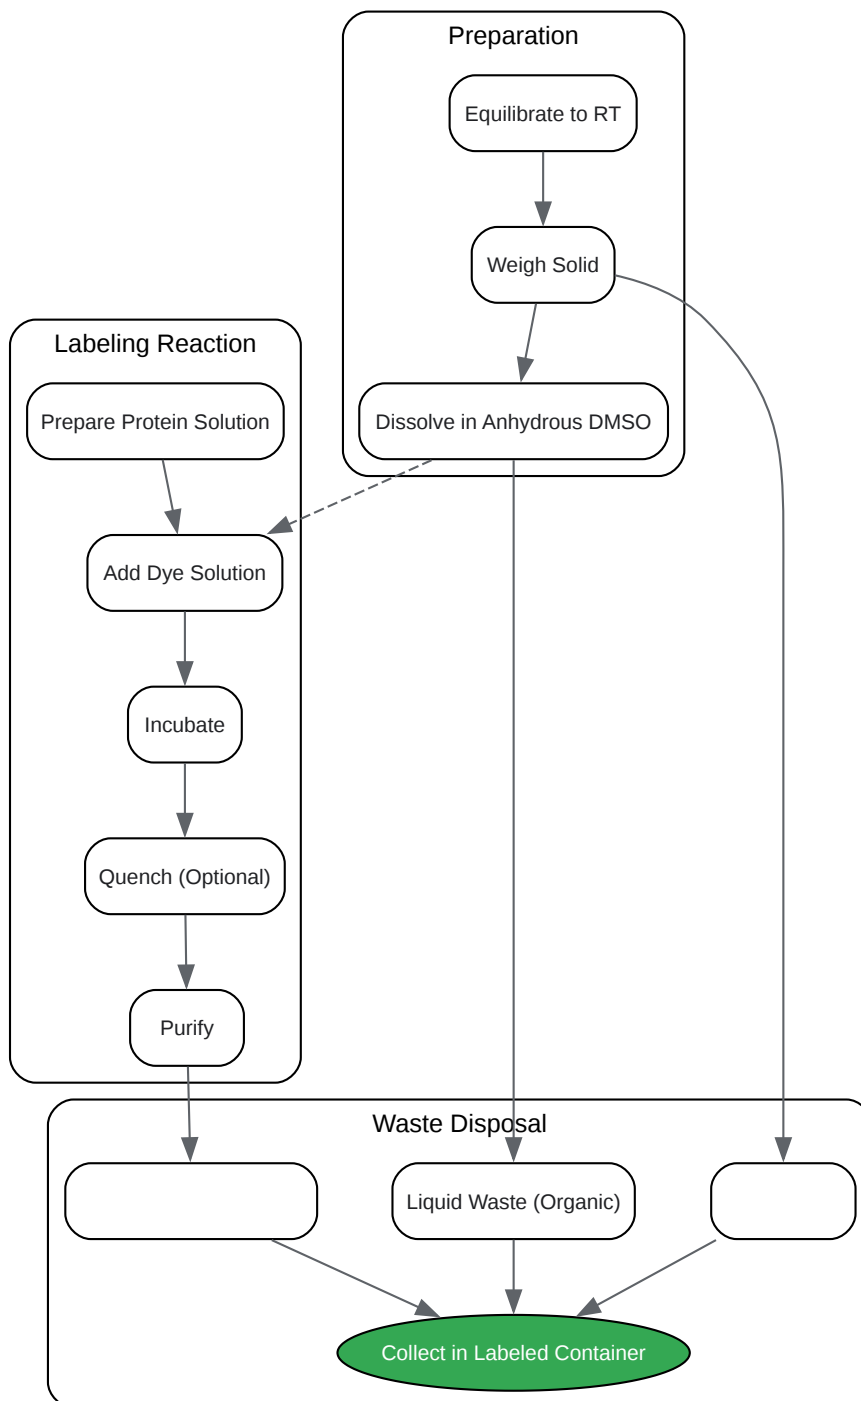 Preparation
Equilibrate to RT
Weigh Solid
Dissolve in Anhydrous DMSO
Labeling Reaction
Prepare Protein Solution
Add Dye Solution
Incubate
Quench (Optional)
Purify
Waste Disposal
Liquid Waste (Organic)
Collect in Labeled Container